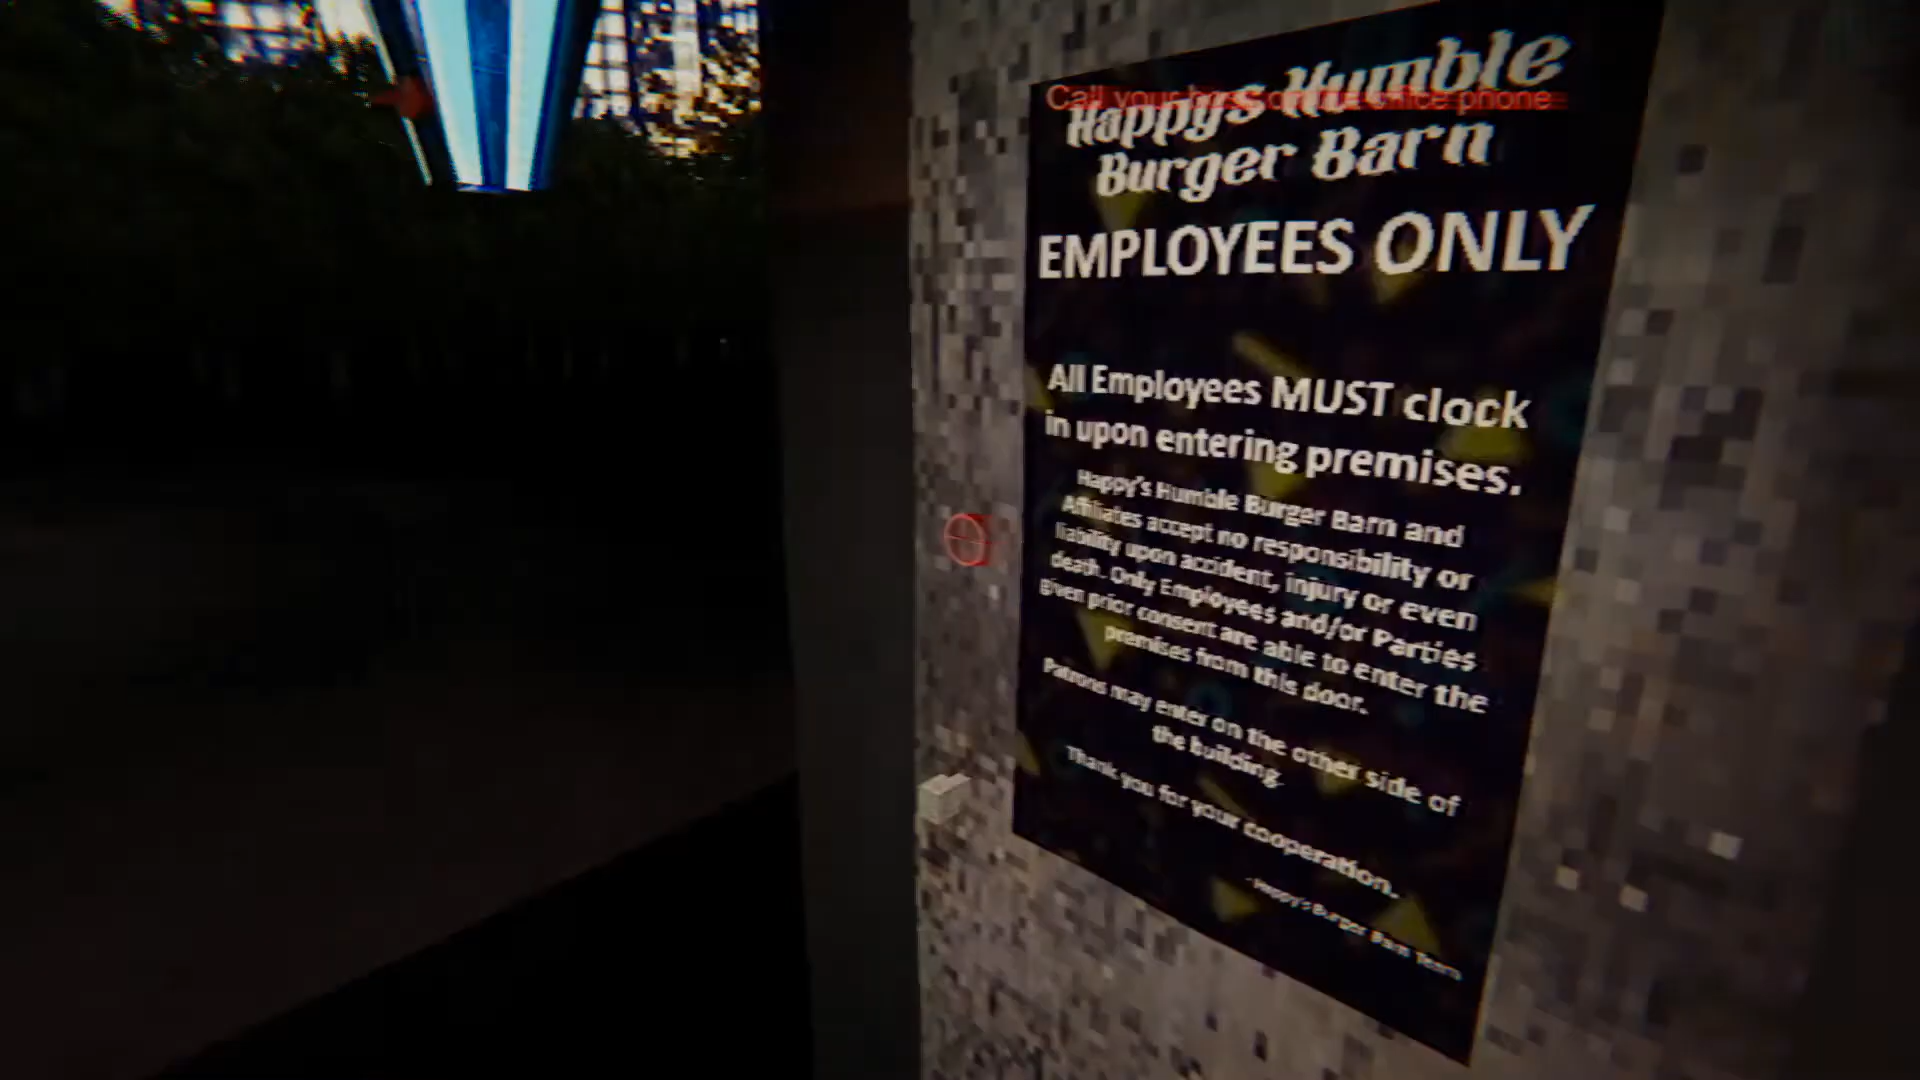 Happy's Humble
Call your boss on the office phone
Burger Barn
EMPLOYEES ONLY
All Employees MUST clock
in upon entering premises.
Happy's Humble Burger Barn and
Affiliates accept no responsibility or
liability upon accident, injury or even
death. Only Employees and/or Parties
given prior consent are able to enter the
premises from this door.
Patrons may enter on the other side of
the building.
Thank you for your cooperation..
- Happy's Burger Barn Team